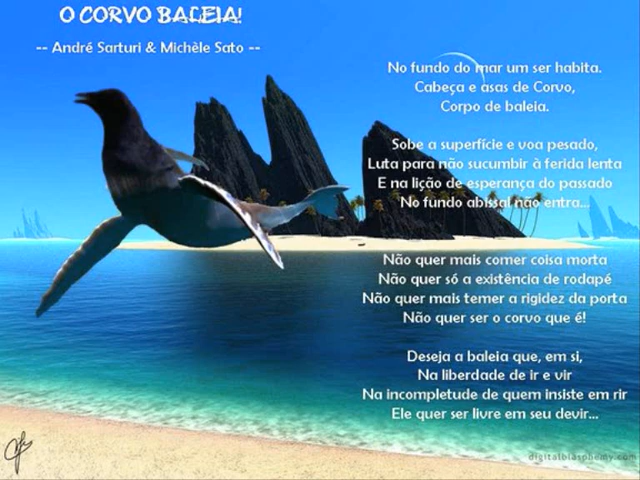 O CORVO BALEIA!
-- André Sarturi & Michèle Sato --
No fundo do mar um ser habita.
Cabeça e asas de Corvo,
Corpo de baleia.
Sobe a superfície e voa pesado,
Luta para não sucumbir à ferida lenta
E na lição de esperança do passado
No fundo abissal não entra...
Não quer mais comer coisa morta
Não quer só a existência de rodapé
Não quer mais temer a rigidez da porta
Não quer ser o corvo que é!
Deseja a baleia que, em si,
Na liberdade de ir e vir
Na incompletude de quem insiste em rir
Ele quer ser livre em seu devir...
digitalblasphemy.com